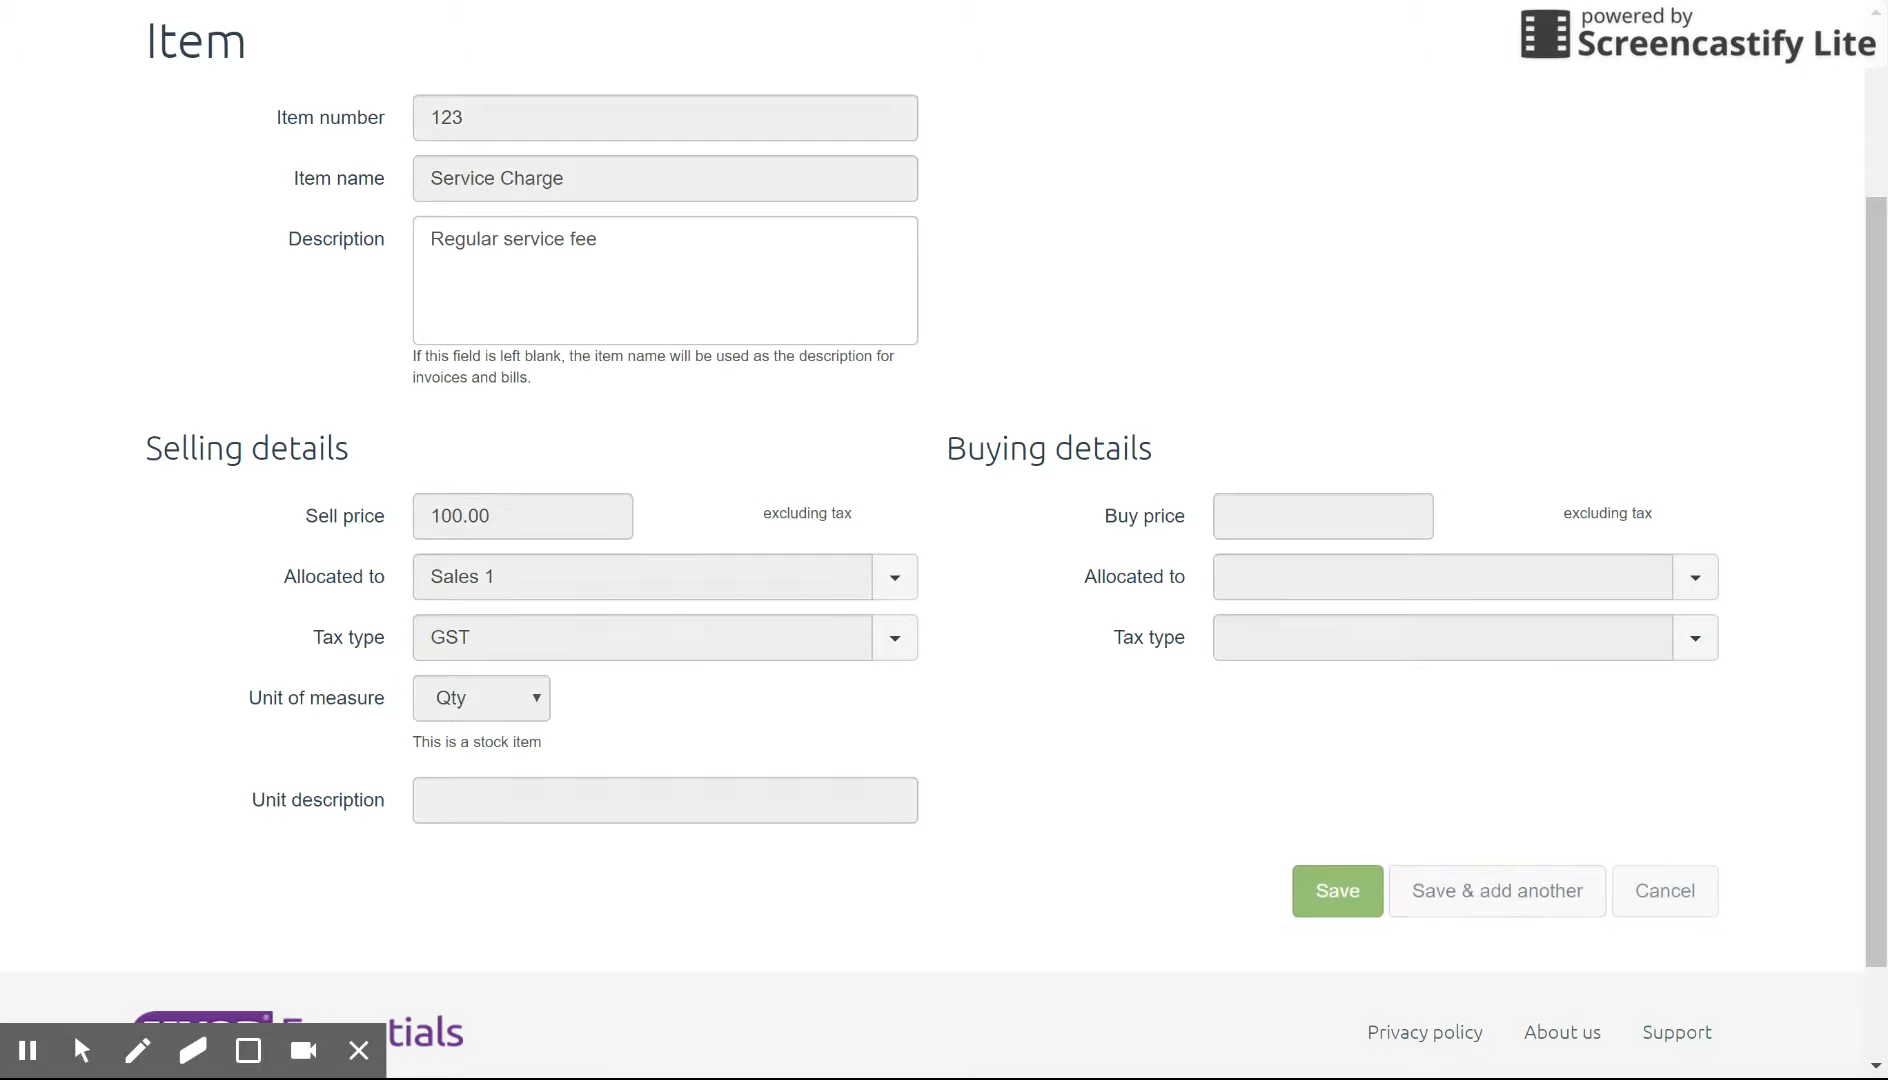 powered by
Screencastify Lite
Item
Item number
123
Item name
Service Charge
Description
Regular service fee
If this field is left blank, the item name will be used as the description for
invoices and bills.
Selling details
Sell price
100.00
excluding tax
Allocated to
Sales 1
Tax type
GST
Unit of measure
Qty
This is a stock item
Unit description
Buying details
Buy price
excluding tax
Allocated to
Tax type
Save
Save & add another
Cancel
tials
Privacy policy
About us
Support